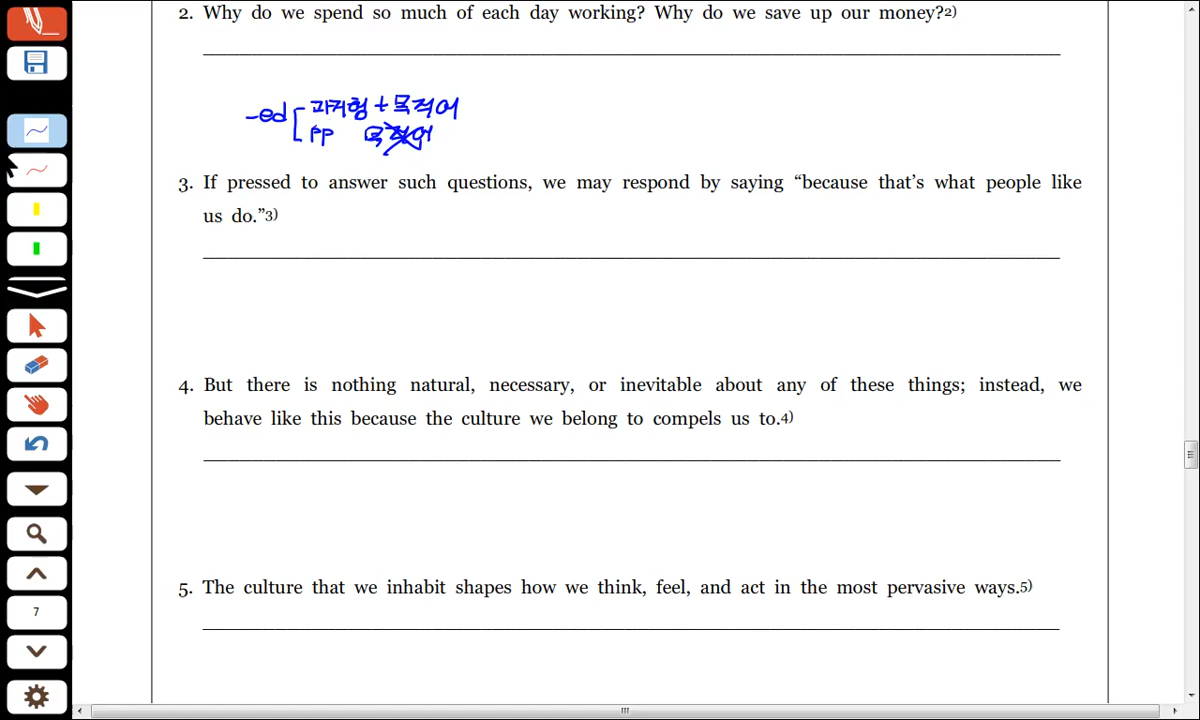 2. Why do we spend so much of each day working? Why do we save up our money?2)
-ed 과거형 + 목적어
pp 목적어
3. If pressed to answer such questions, we may respond by saying “because that’s what people like
us do.”3)
4. But there is nothing natural, necessary, or inevitable about any of these things; instead, we
behave like this because the culture we belong to compels us to.4)
5. The culture that we inhabit shapes how we think, feel, and act in the most pervasive ways.5)
7